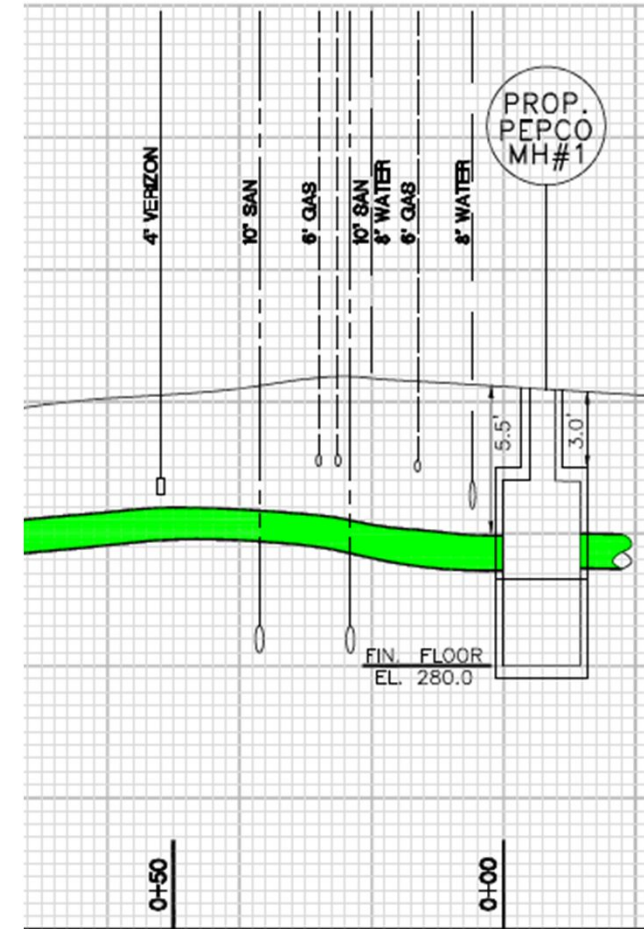 PROP.
PEPCO
MH#1
4" VERIZON
10" SAN
6" GAS
10" SAN
8" WATER
6" GAS
8" WATER
5.5'
3.0'
FIN. FLOOR
EL. 280.0
0+50
0+00